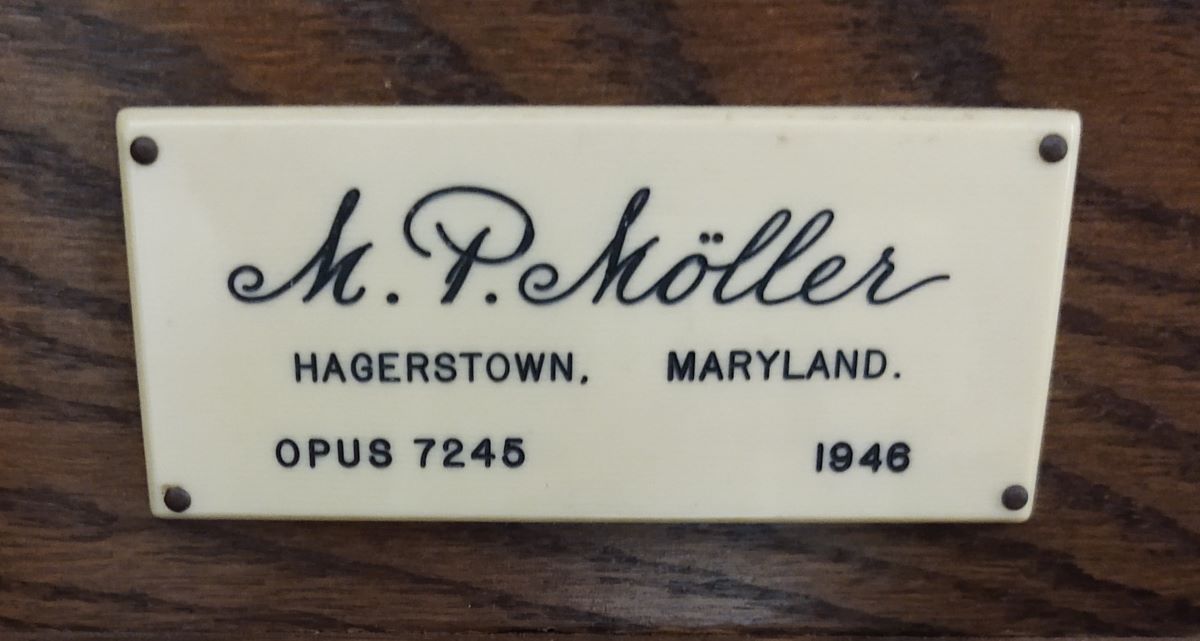 M. P. Möller
HAGERSTOWN, MARYLAND.
OPUS 7245 1946